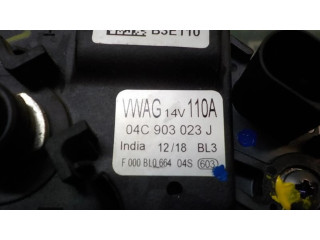 B3E110
VWAG 14V 110A
04C 903 023 J
India 12/18 BL3
F 000 BL0 664 04S 603